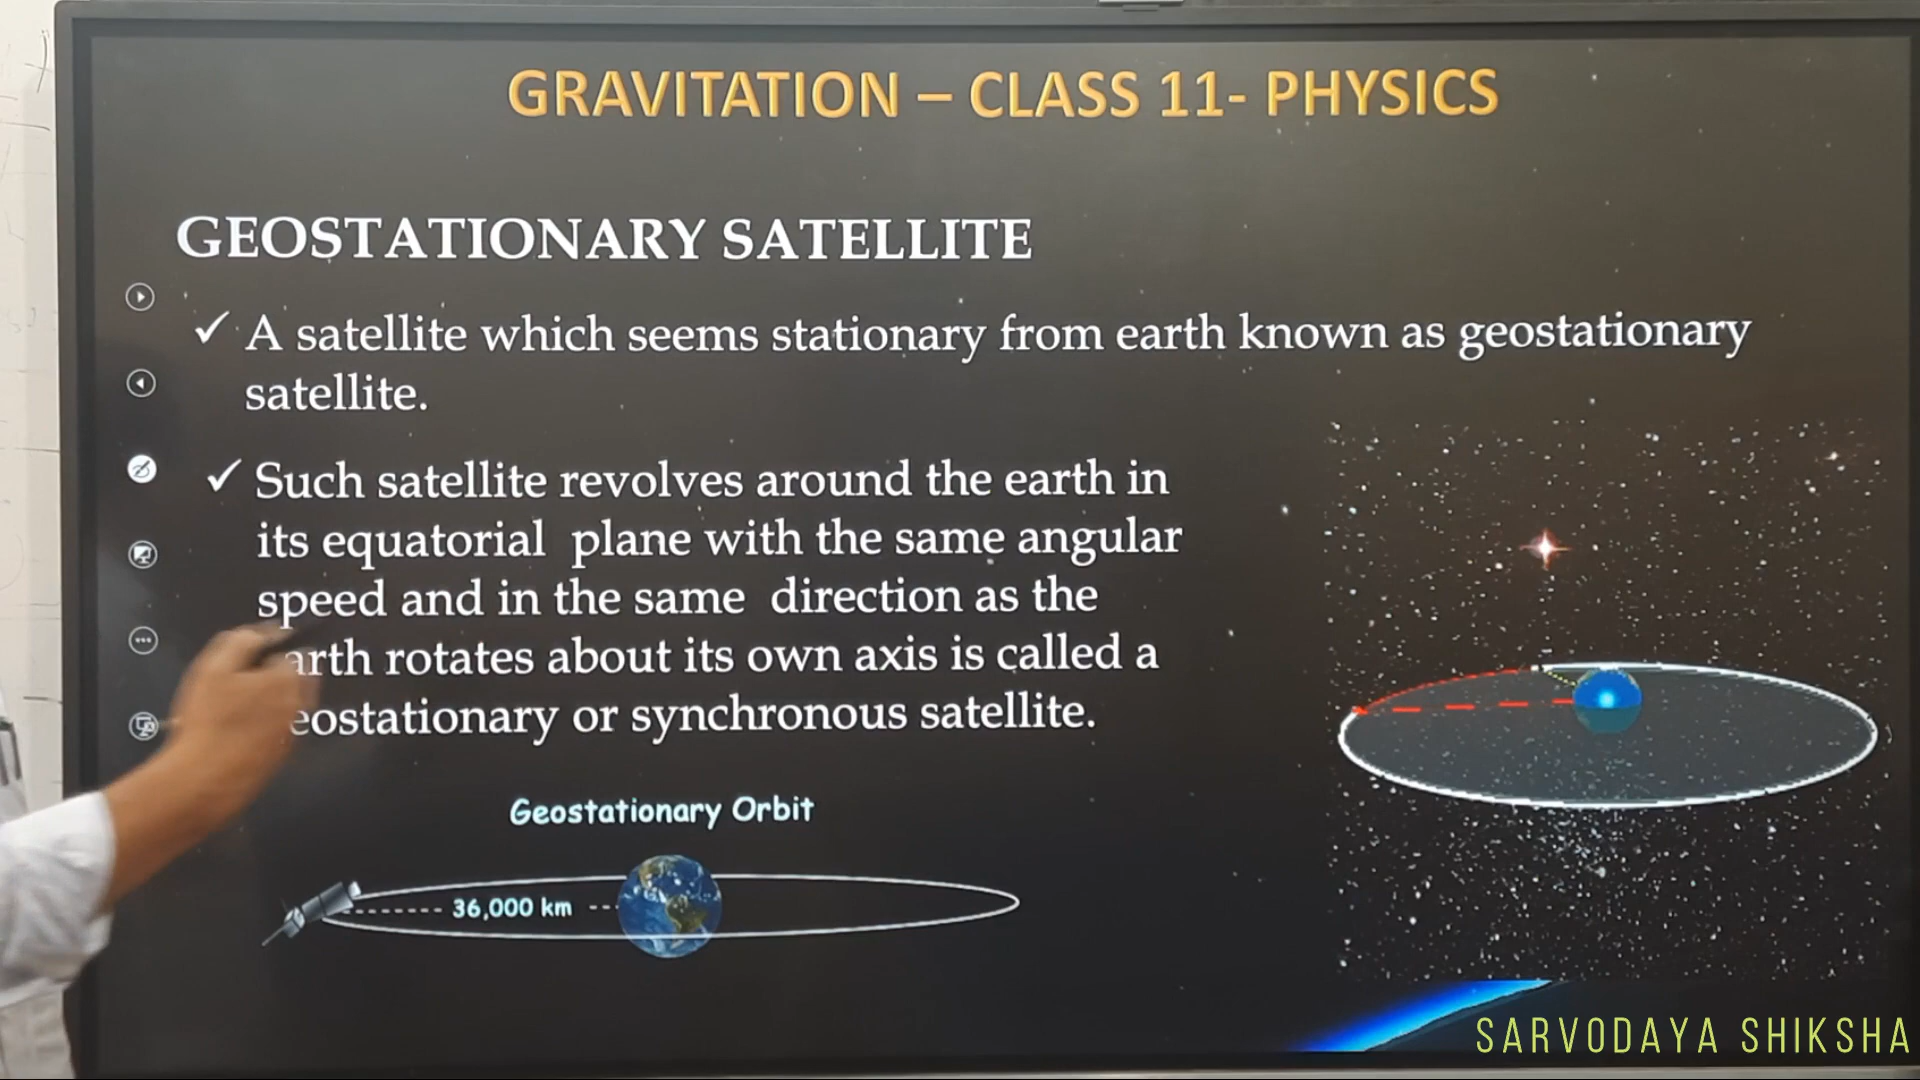 GRAVITATION – CLASS 11- PHYSICS
GEOSTATIONARY SATELLITE
✓ A satellite which seems stationary from earth known as geostationary
satellite.
✓ Such satellite revolves around the earth in
its equatorial plane with the same angular
speed and in the same direction as the
arth rotates about its own axis is called a
eostationary or synchronous satellite.
Geostationary Orbit
36,000 km
SARVODAYA SHIKSHA